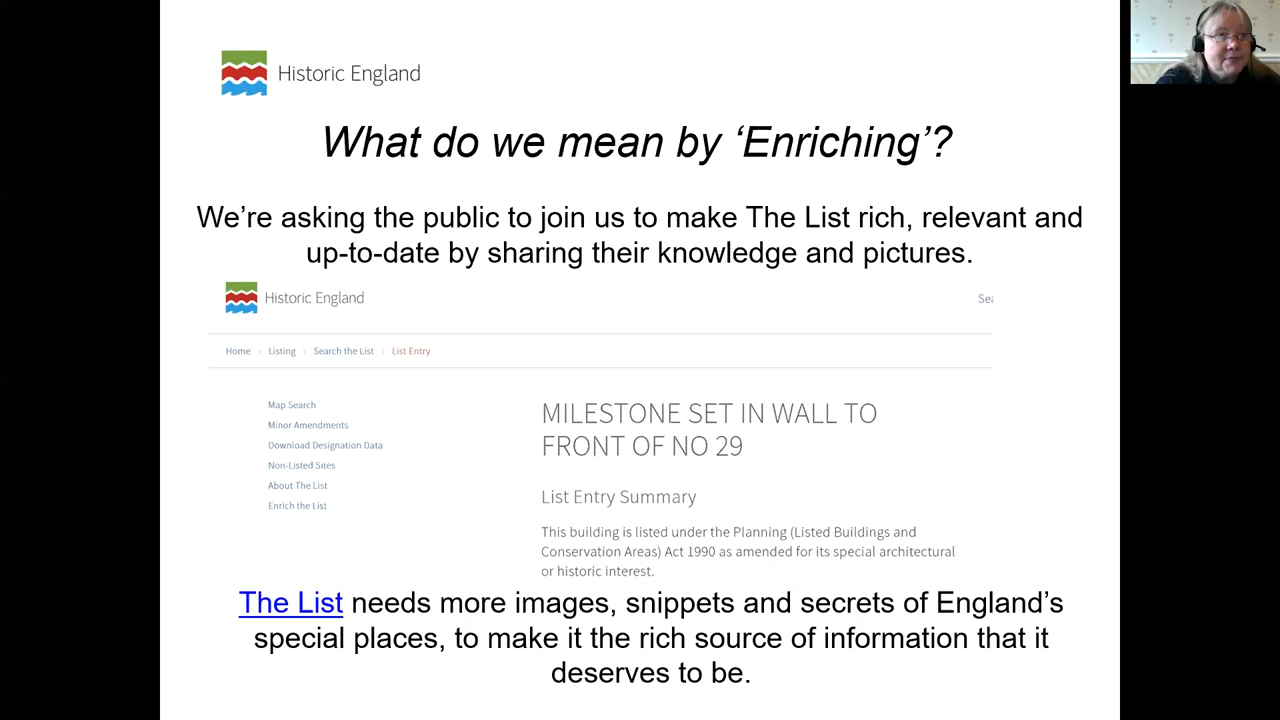 Historic England
What do we mean by ‘Enriching’?
We’re asking the public to join us to make The List rich, relevant and
up-to-date by sharing their knowledge and pictures.
Historic England
Sea
Home › Listing › Search the List › List Entry
Map Search
Minor Amendments
Download Designation Data
Non-Listed Sites
About The List
Enrich the List
MILESTONE SET IN WALL TO
FRONT OF NO 29
List Entry Summary
This building is listed under the Planning (Listed Buildings and
Conservation Areas) Act 1990 as amended for its special architectural
or historic interest.
The List needs more images, snippets and secrets of England’s
special places, to make it the rich source of information that it
deserves to be.